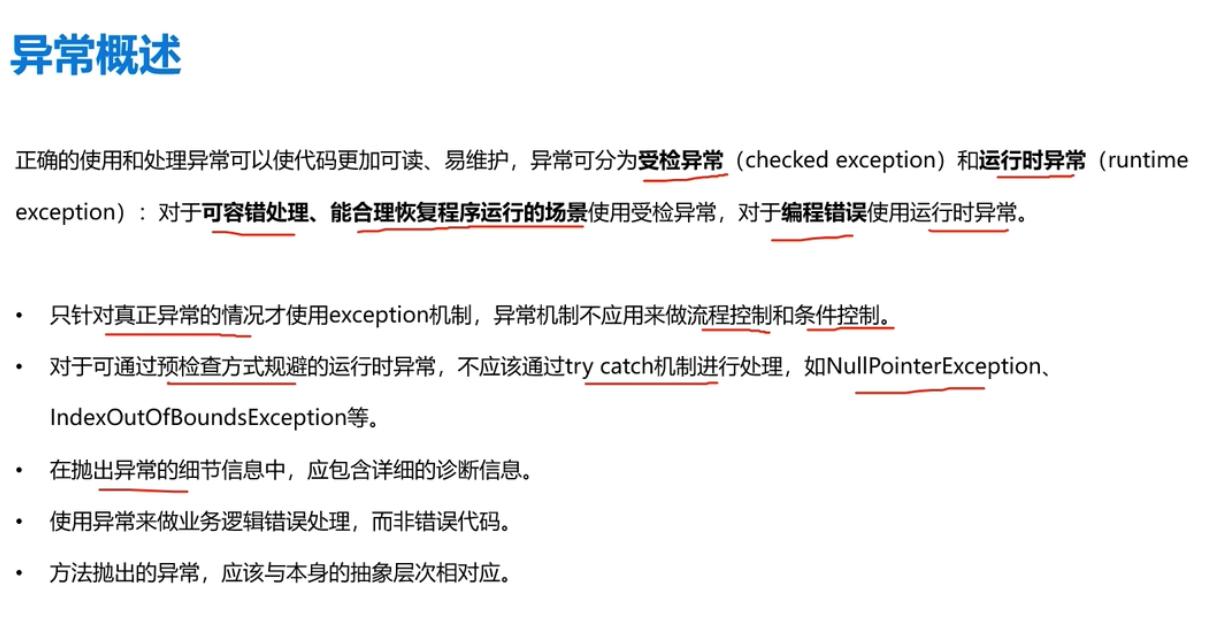 异常概述
正确的使用和处理异常可以使代码更加可读、易维护，异常可分为受检异常（checked exception）和运行时异常（runtime
exception）：对于可容错处理、能合理恢复程序运行的场景使用受检异常，对于编程错误使用运行时异常。
• 只针对真正异常的情况才使用exception机制，异常机制不应用来做流程控制和条件控制。
• 对于可通过预检查方式规避的运行时异常，不应该通过try catch机制进行处理，如NullPointerException、
IndexOutOfBoundsException等。
• 在抛出异常的细节信息中，应包含详细的诊断信息。
• 使用异常来做业务逻辑错误处理，而非错误代码。
• 方法抛出的异常，应该与本身的抽象层次相对应。